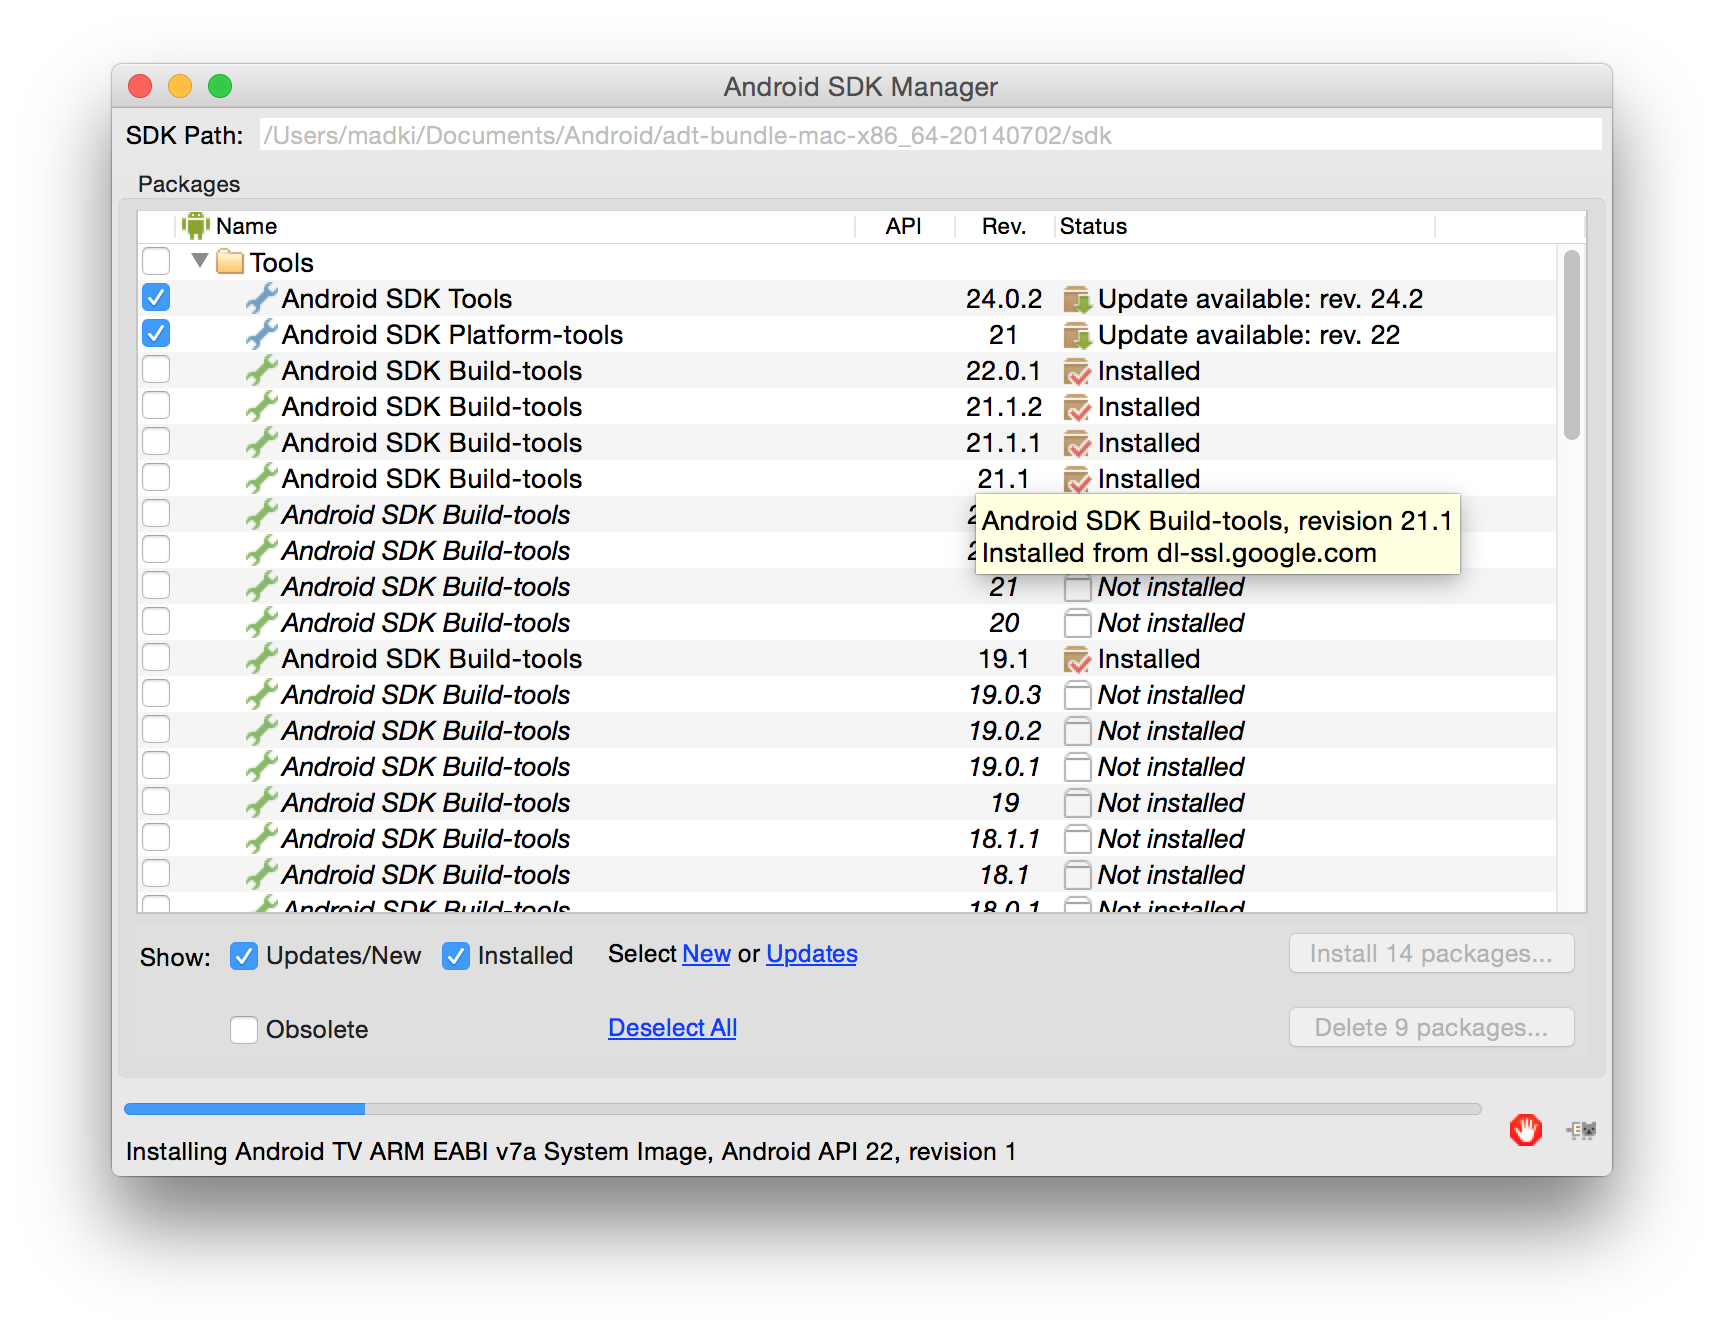 Android SDK Manager
SDK Path: /Users/madki/Documents/Android/adt-bundle-mac-x86_64-20140702/sdk
Packages
Name API Rev. Status
Tools
Android SDK Tools 24.0.2 Update available: rev. 24.2
Android SDK Platform-tools 21 Update available: rev. 22
Android SDK Build-tools 22.0.1 Installed
Android SDK Build-tools 21.1.2 Installed
Android SDK Build-tools 21.1.1 Installed
Android SDK Build-tools 21.1 Installed
Android SDK Build-tools
Android SDK Build-tools, revision 21.1
Android SDK Build-tools
Installed from dl-ssl.google.com
Android SDK Build-tools 21 Not installed
Android SDK Build-tools 20 Not installed
Android SDK Build-tools 19.1 Installed
Android SDK Build-tools 19.0.3 Not installed
Android SDK Build-tools 19.0.2 Not installed
Android SDK Build-tools 19.0.1 Not installed
Android SDK Build-tools 19 Not installed
Android SDK Build-tools 18.1.1 Not installed
Android SDK Build-tools 18.1 Not installed
Android SDK Build-tools 18.0.1 Not installed
Show: Updates/New Installed Select New or Updates Install 14 packages...
Obsolete Deselect All Delete 9 packages...
Installing Android TV ARM EABI v7a System Image, Android API 22, revision 1